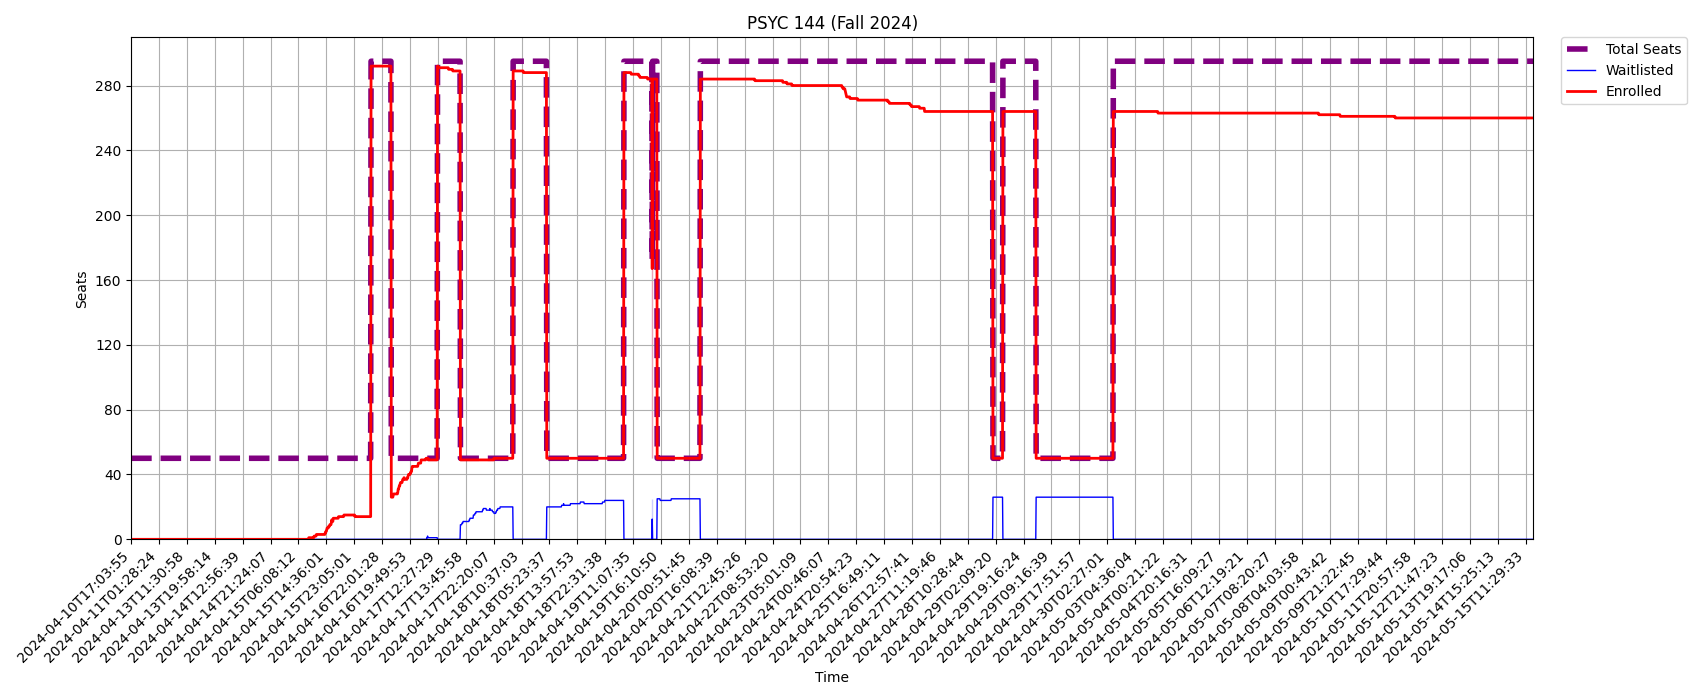 PSYC 144 (Fall 2024)
Total Seats
Waitlisted
Enrolled
280
240
200
160
120
80
40
0
Seats
2024-04-10T17:03:55
2024-04-11T01:28:24
2024-04-13T11:30:58
2024-04-13T19:58:14
2024-04-14T12:56:39
2024-04-14T21:24:07
2024-04-15T06:08:12
2024-04-15T14:36:01
2024-04-15T23:05:01
2024-04-16T22:01:28
2024-04-16T19:49:53
2024-04-17T12:27:29
2024-04-17T13:45:58
2024-04-17T22:20:07
2024-04-18T10:37:03
2024-04-18T05:23:37
2024-04-18T13:57:53
2024-04-18T22:31:38
2024-04-19T11:07:35
2024-04-19T16:10:50
2024-04-20T00:51:45
2024-04-20T16:08:39
2024-04-21T12:45:26
2024-04-22T08:53:20
2024-04-23T15:01:09
2024-04-24T00:46:07
2024-04-24T20:54:23
2024-04-25T16:49:11
2024-04-26T12:57:41
2024-04-27T11:19:46
2024-04-28T10:28:44
2024-04-29T02:09:20
2024-04-29T19:16:24
2024-04-29T09:16:39
2024-04-29T17:51:57
2024-04-30T02:27:01
2024-05-03T04:36:04
2024-05-04T00:21:22
2024-05-04T20:16:31
2024-05-05T16:09:27
2024-05-06T12:19:21
2024-05-07T08:20:27
2024-05-08T04:03:58
2024-05-09T00:43:42
2024-05-09T21:22:45
2024-05-10T17:29:44
2024-05-11T20:57:58
2024-05-12T21:47:23
2024-05-13T19:17:06
2024-05-14T15:25:13
2024-05-15T11:29:33
Time